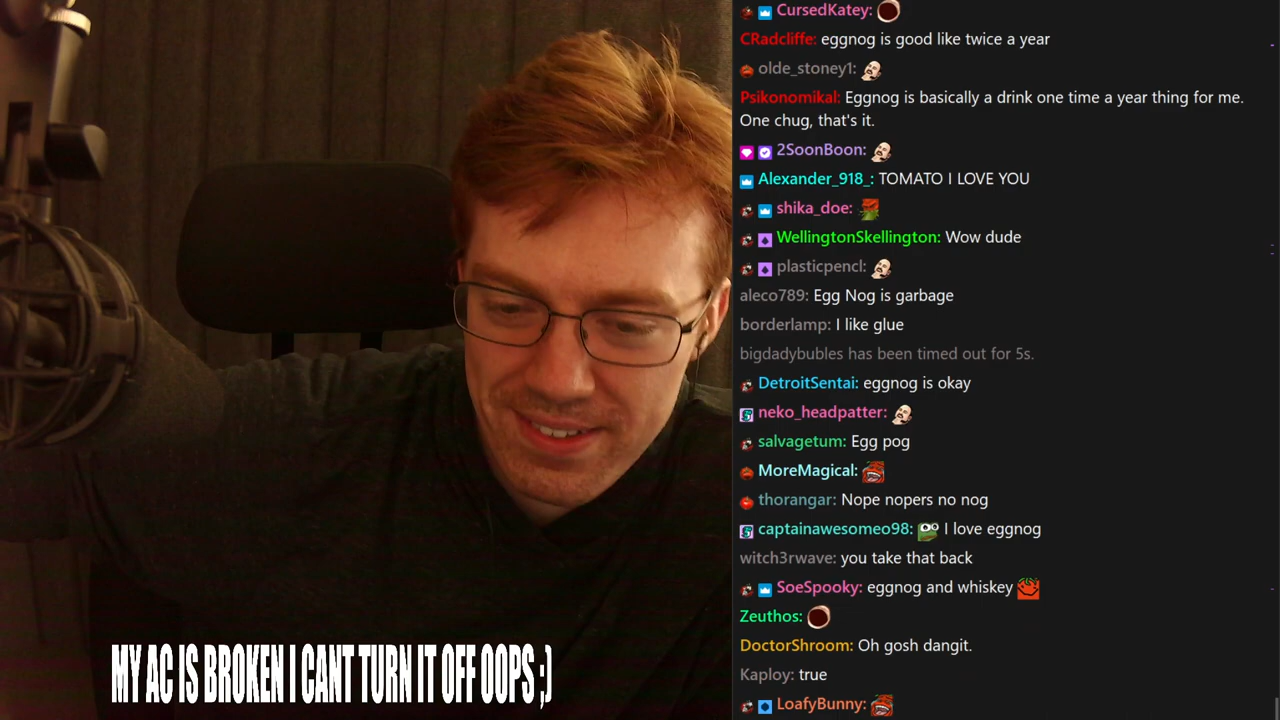 CursedKatey:
CRadcliffe: eggnog is good like twice a year
olde_stoney1:
Psikonomikal: Eggnog is basically a drink one time a year thing for me.
One chug, that's it.
2SoonBoon:
Alexander_918_: TOMATO I LOVE YOU
shika_doe:
WellingtonSkellington: Wow dude
plasticpencl:
aleco789: Egg Nog is garbage
borderlamp: I like glue
bigdadybubles has been timed out for 5s.
DetroitSentai: eggnog is okay
neko_headpatter:
salvagetum: Egg pog
MoreMagical:
thorangar: Nope nopers no nog
captainawesomeo98: I love eggnog
witch3rwave: you take that back
SoeSpooky: eggnog and whiskey
Zeuthos:
DoctorShroom: Oh gosh dangit.
Kaploy: true
LoafyBunny:
MY AC IS BROKEN I CANT TURN IT OFF OOPS ;)